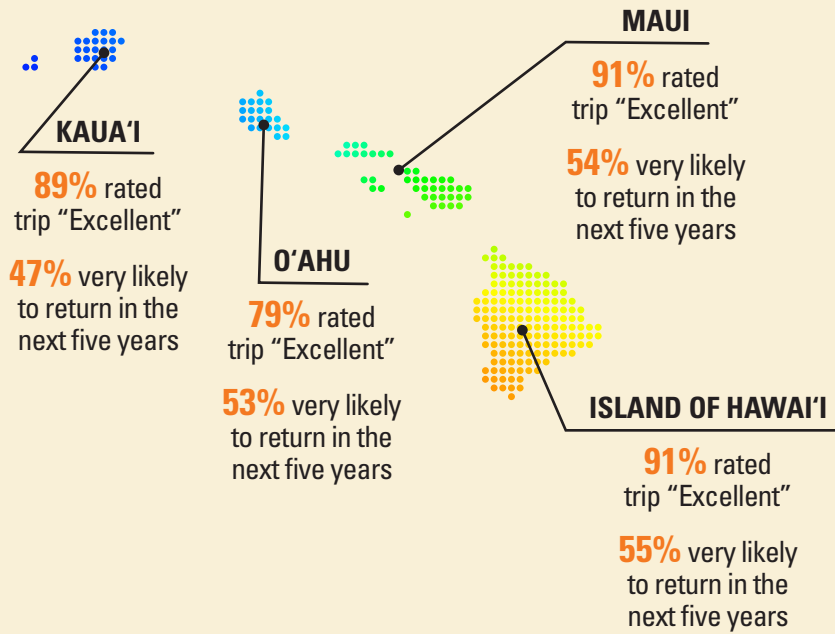 MAUI
91% rated
trip “Excellent”
54% very likely
to return in the
next five years
KAUA‘I
89% rated
trip “Excellent”
47% very likely
to return in the
next five years
O‘AHU
79% rated
trip “Excellent”
53% very likely
to return in the
next five years
ISLAND OF HAWAI‘I
91% rated
trip “Excellent”
55% very likely
to return in the
next five years